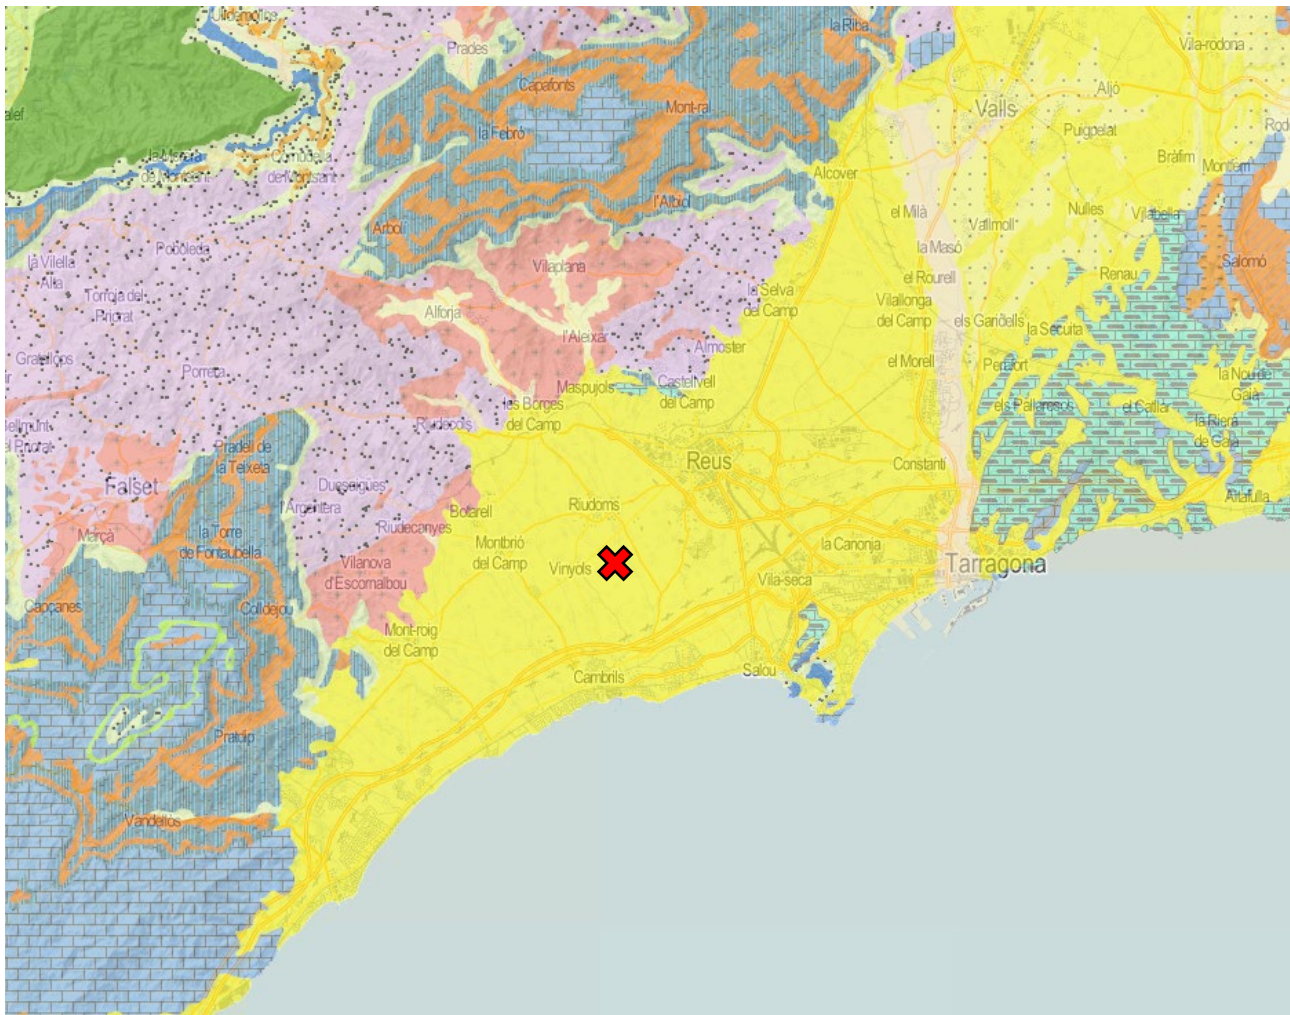 Ulldemolins
la Riba
Prades
Vila-rodona
Capafonts
Mont-ral
Valls
Aljó
la Febró
Puigpelat
la Morera
de Montsant
Cornudella
de Montsant
Bràfim
Montferri
Alcover
l'Albiol
el Milà
Nulles
Vilabella
Arbolí
Vallmoll
Poboleda
la Masó
la Vilella
Alta
Vilaplana
el Rourell
Renau
Salomó
Torroja del
Priorat
Alforja
la Selva
del Camp
Vilallonga
del Camp
els Garidells
la Secuita
l'Aleixar
Gratallops
Porrera
Almoster
el Morell
Perafort
la Nou de
Gaià
Maspujols
Castellvell
del Camp
les Borges
del Camp
els Pallaresos
el Catllar
Riudecols
la Riera
de Gaià
Bellmunt
Pradell de
la Teixeta
Reus
Constantí
Falset
Duesaigües
l'Argentera
Altafulla
Botarell
Riudoms
Marçà
la Torre
de Fontaubella
Riudecanyes
Montbrió
del Camp
la Canonja
Vilanova
d'Escornalbou
Vinyols
Vila-seca
Tarragona
Capçanes
Colldejou
Mont-roig
del Camp
Cambrils
Salou
Pratdip
Vandellòs